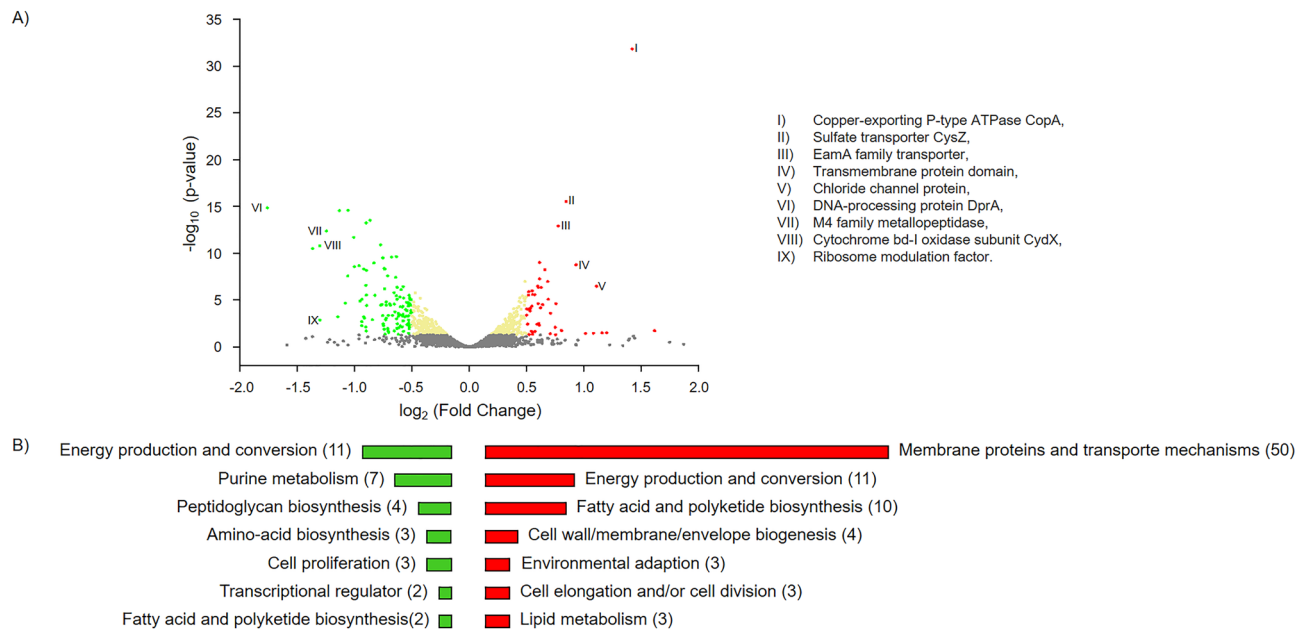 A)
35
30
25
20
15
10
5
0
-log10 (p-value)
-2.0 -1.5 -1.0 -0.5 0.0 0.5 1.0 1.5 2.0
log2 (Fold Change)
I
II
III
IV
V
VI
VII
VIII
IX
I) Copper-exporting P-type ATPase CopA,
II) Sulfate transporter CysZ,
III) EamA family transporter,
IV) Transmembrane protein domain,
V) Chloride channel protein,
VI) DNA-processing protein DprA,
VII) M4 family metallopeptidase,
VIII) Cytochrome bd-I oxidase subunit CydX,
IX) Ribosome modulation factor.
B)
Energy production and conversion (11)
Purine metabolism (7)
Peptidoglycan biosynthesis (4)
Amino-acid biosynthesis (3)
Cell proliferation (3)
Transcriptional regulator (2)
Fatty acid and polyketide biosynthesis(2)
Membrane proteins and transporte mechanisms (50)
Energy production and conversion (11)
Fatty acid and polyketide biosynthesis (10)
Cell wall/membrane/envelope biogenesis (4)
Environmental adaption (3)
Cell elongation and/or cell division (3)
Lipid metabolism (3)